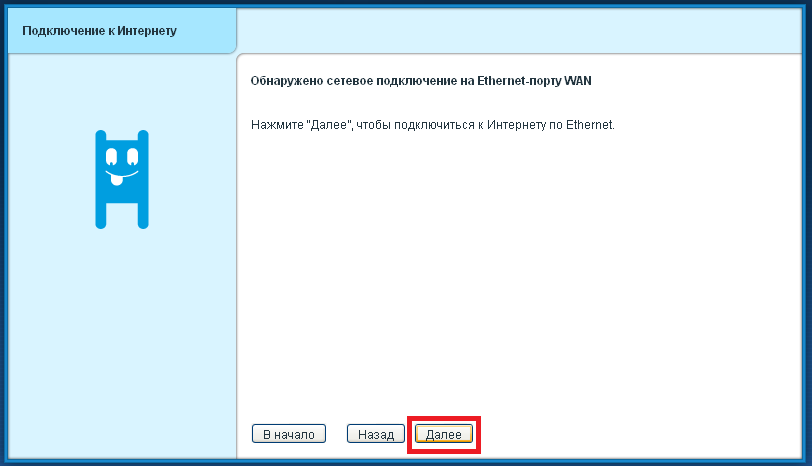 Подключение к Интернету
Обнаружено сетевое подключение на Ethernet-порту WAN
Нажмите "Далее", чтобы подключиться к Интернету по Ethernet.
В начало Назад Далее